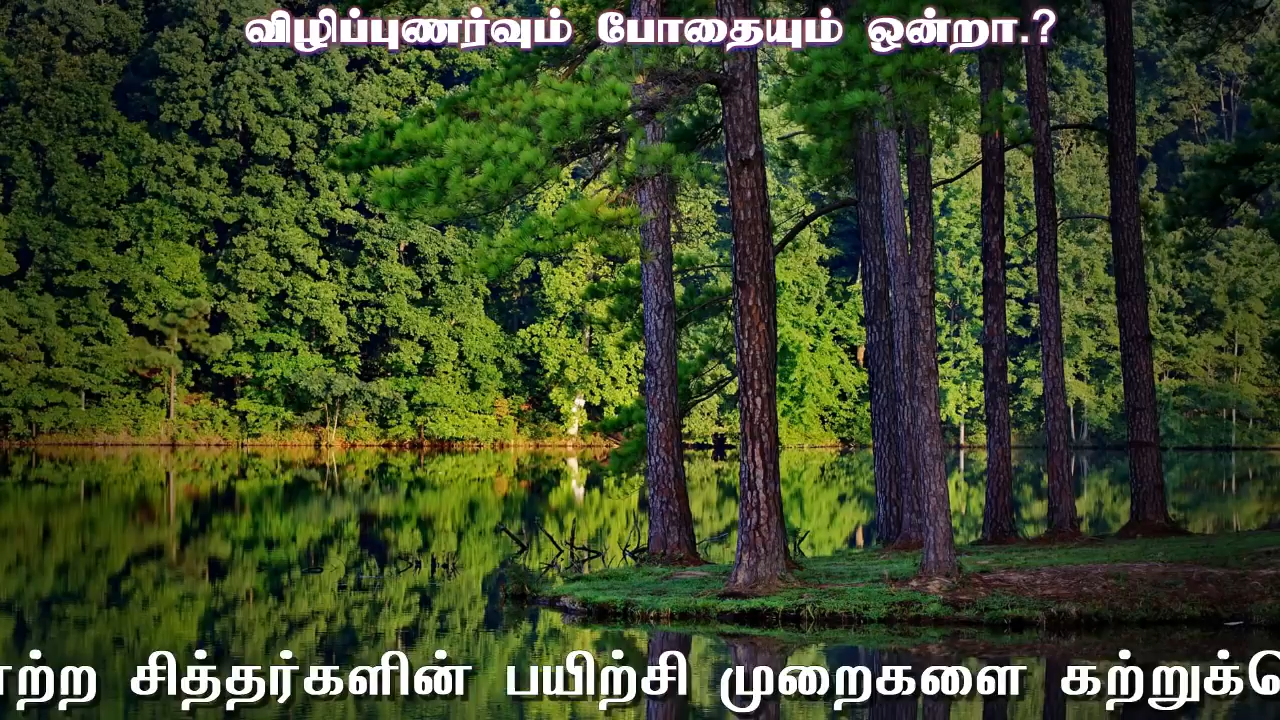 விழிப்புணர்வும் போதையும் ஒன்றா.?
சித்தர்களின் பயிற்சி முறைகளை